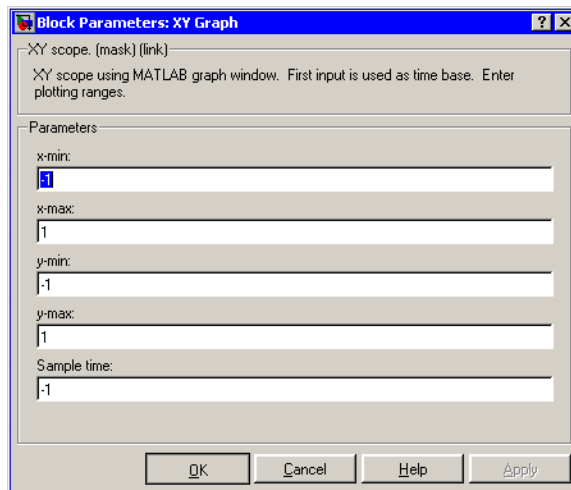 Block Parameters: XY Graph
XY scope. (mask) (link)
XY scope using MATLAB graph window. First input is used as time base. Enter
plotting ranges.
Parameters
x-min:
-1
x-max:
1
y-min:
-1
y-max:
1
Sample time:
-1
OK Cancel Help Apply